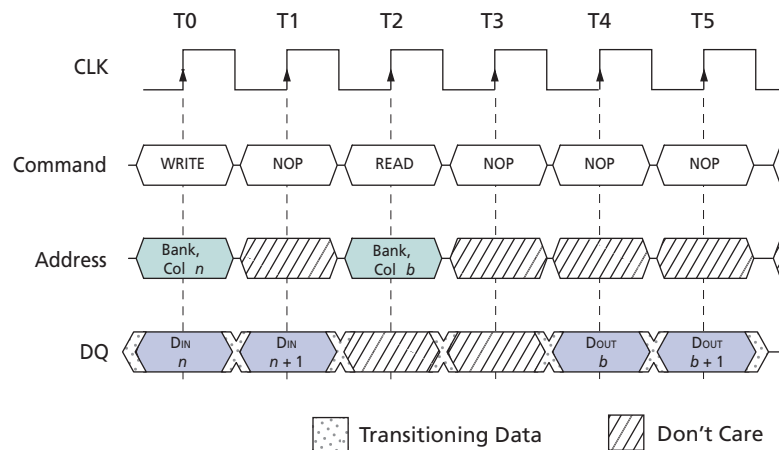 T0 T1 T2 T3 T4 T5
CLK
Command WRITE NOP READ NOP NOP NOP
Address Bank, Col n Bank, Col b
DQ DIN n DIN n + 1 DOUT b DOUT b + 1
Transitioning Data Don't Care